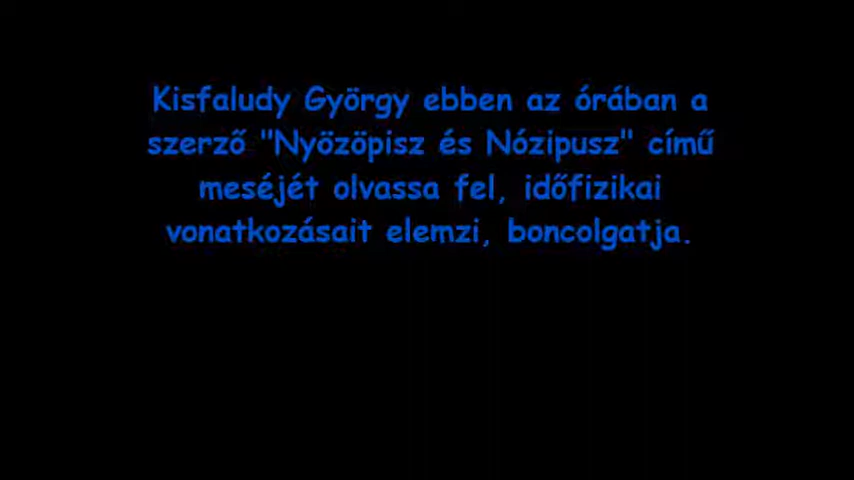 Kisfaludy György ebben az órában a
szerző "Nyözöpisz és Nózipusz" című
meséjét olvassa fel, időfizikai
vonatkozásait elemzi, boncolgatja.